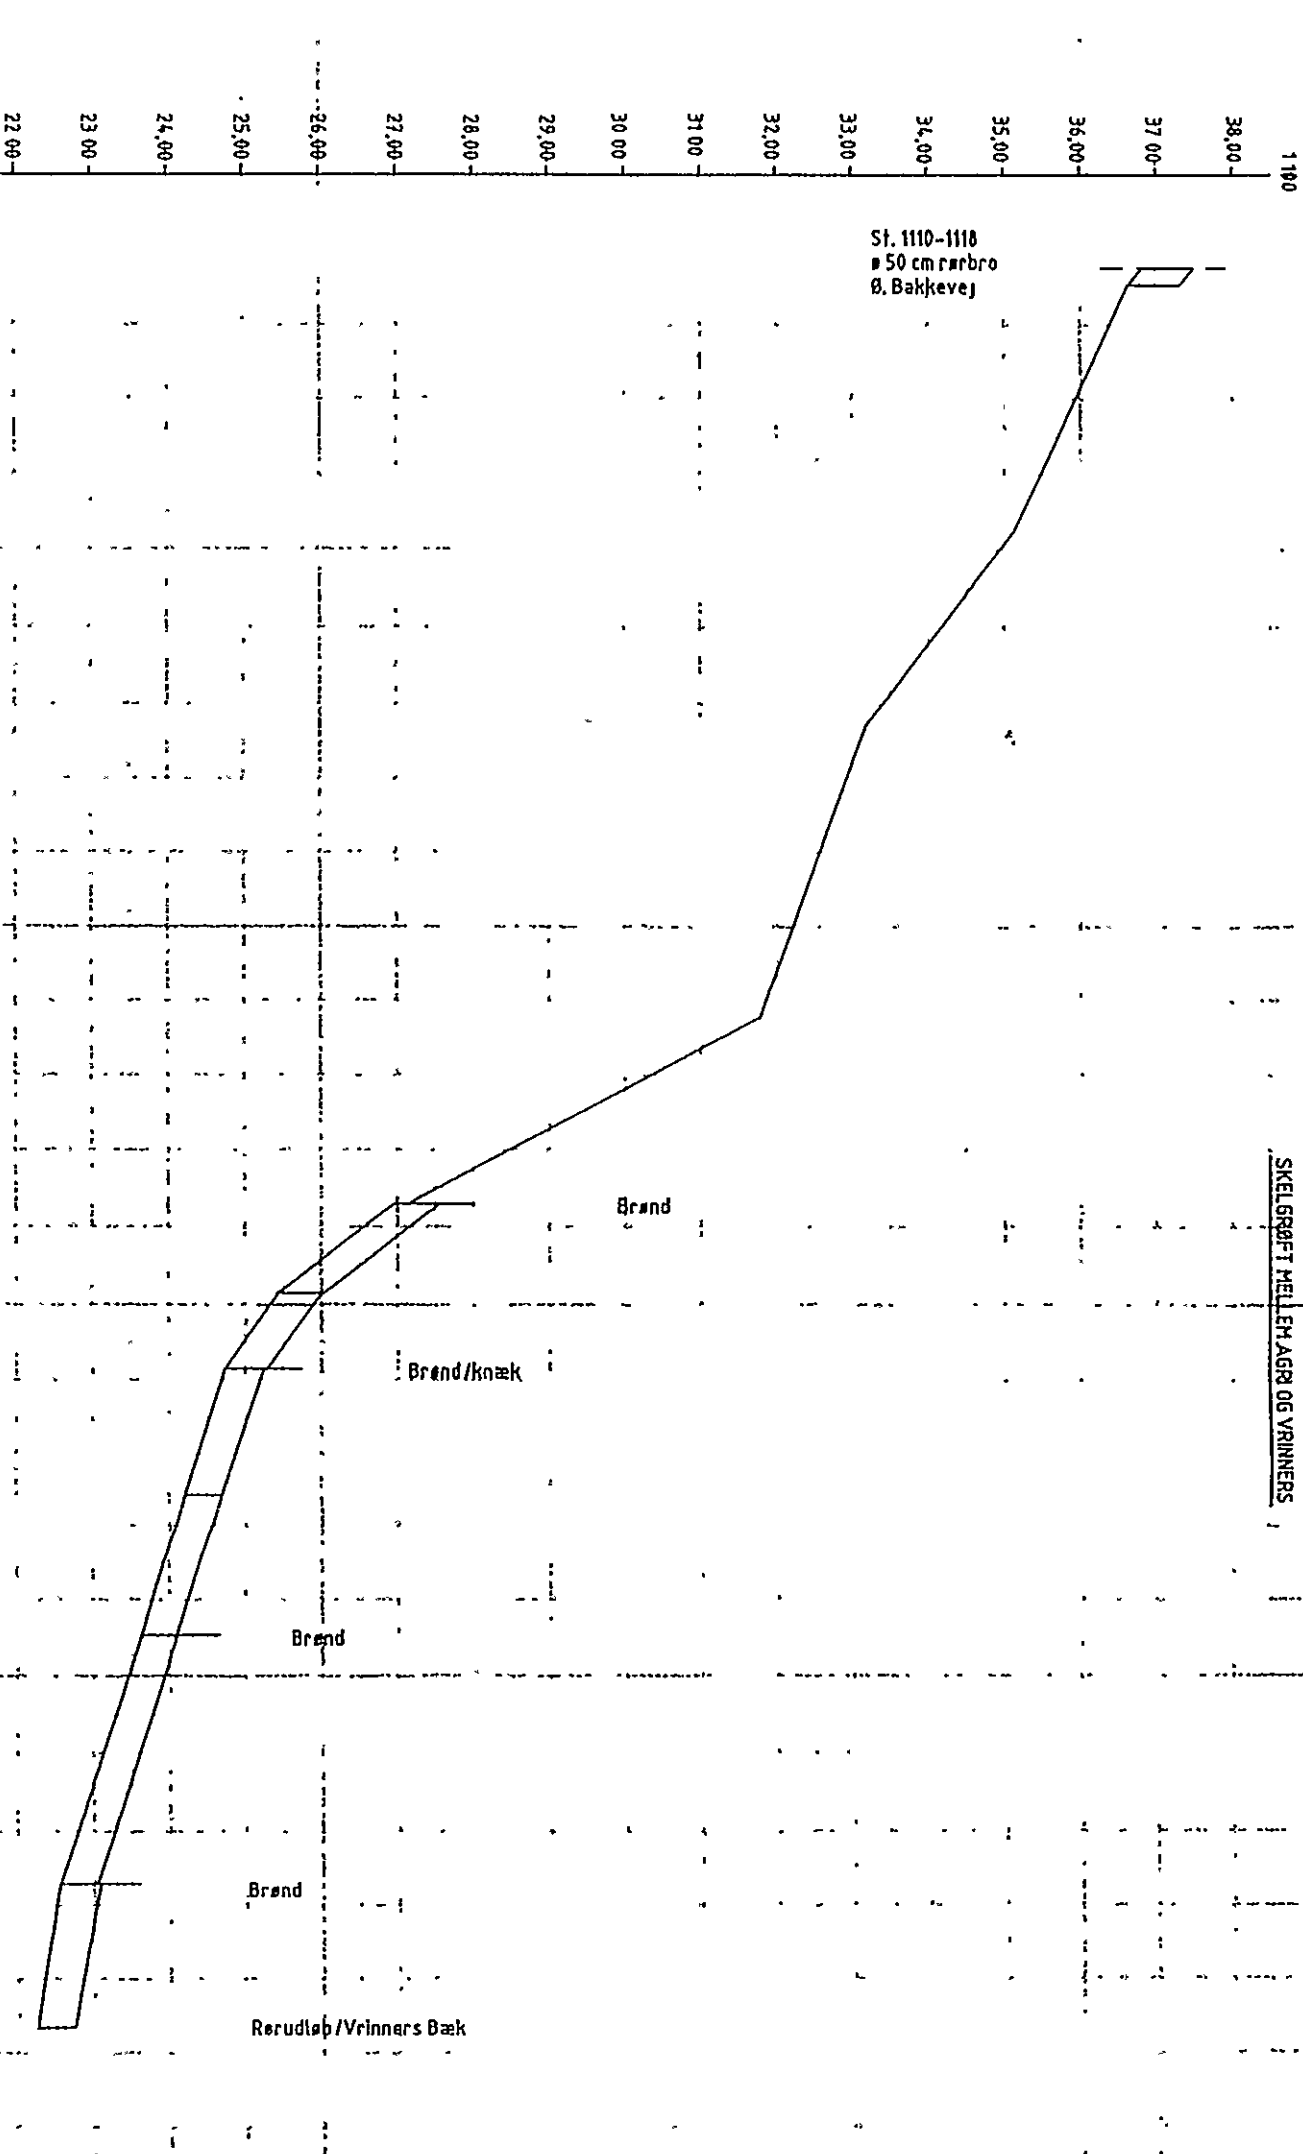 1:100
38,00
37,00
36,00
35,00
34,00
33,00
32,00
31,00
30,00
29,00
28,00
27,00
26,00
25,00
24,00
23,00
22,00
St. 1110-1118
ø 50 cm rørbro
Ø. Bakkevej
SKELGRØFT MELLEM AGRI OG VRINNERS
Brønd
Brønd/knæk
Brønd
Brønd
Rørudløb/Vrinners Bæk